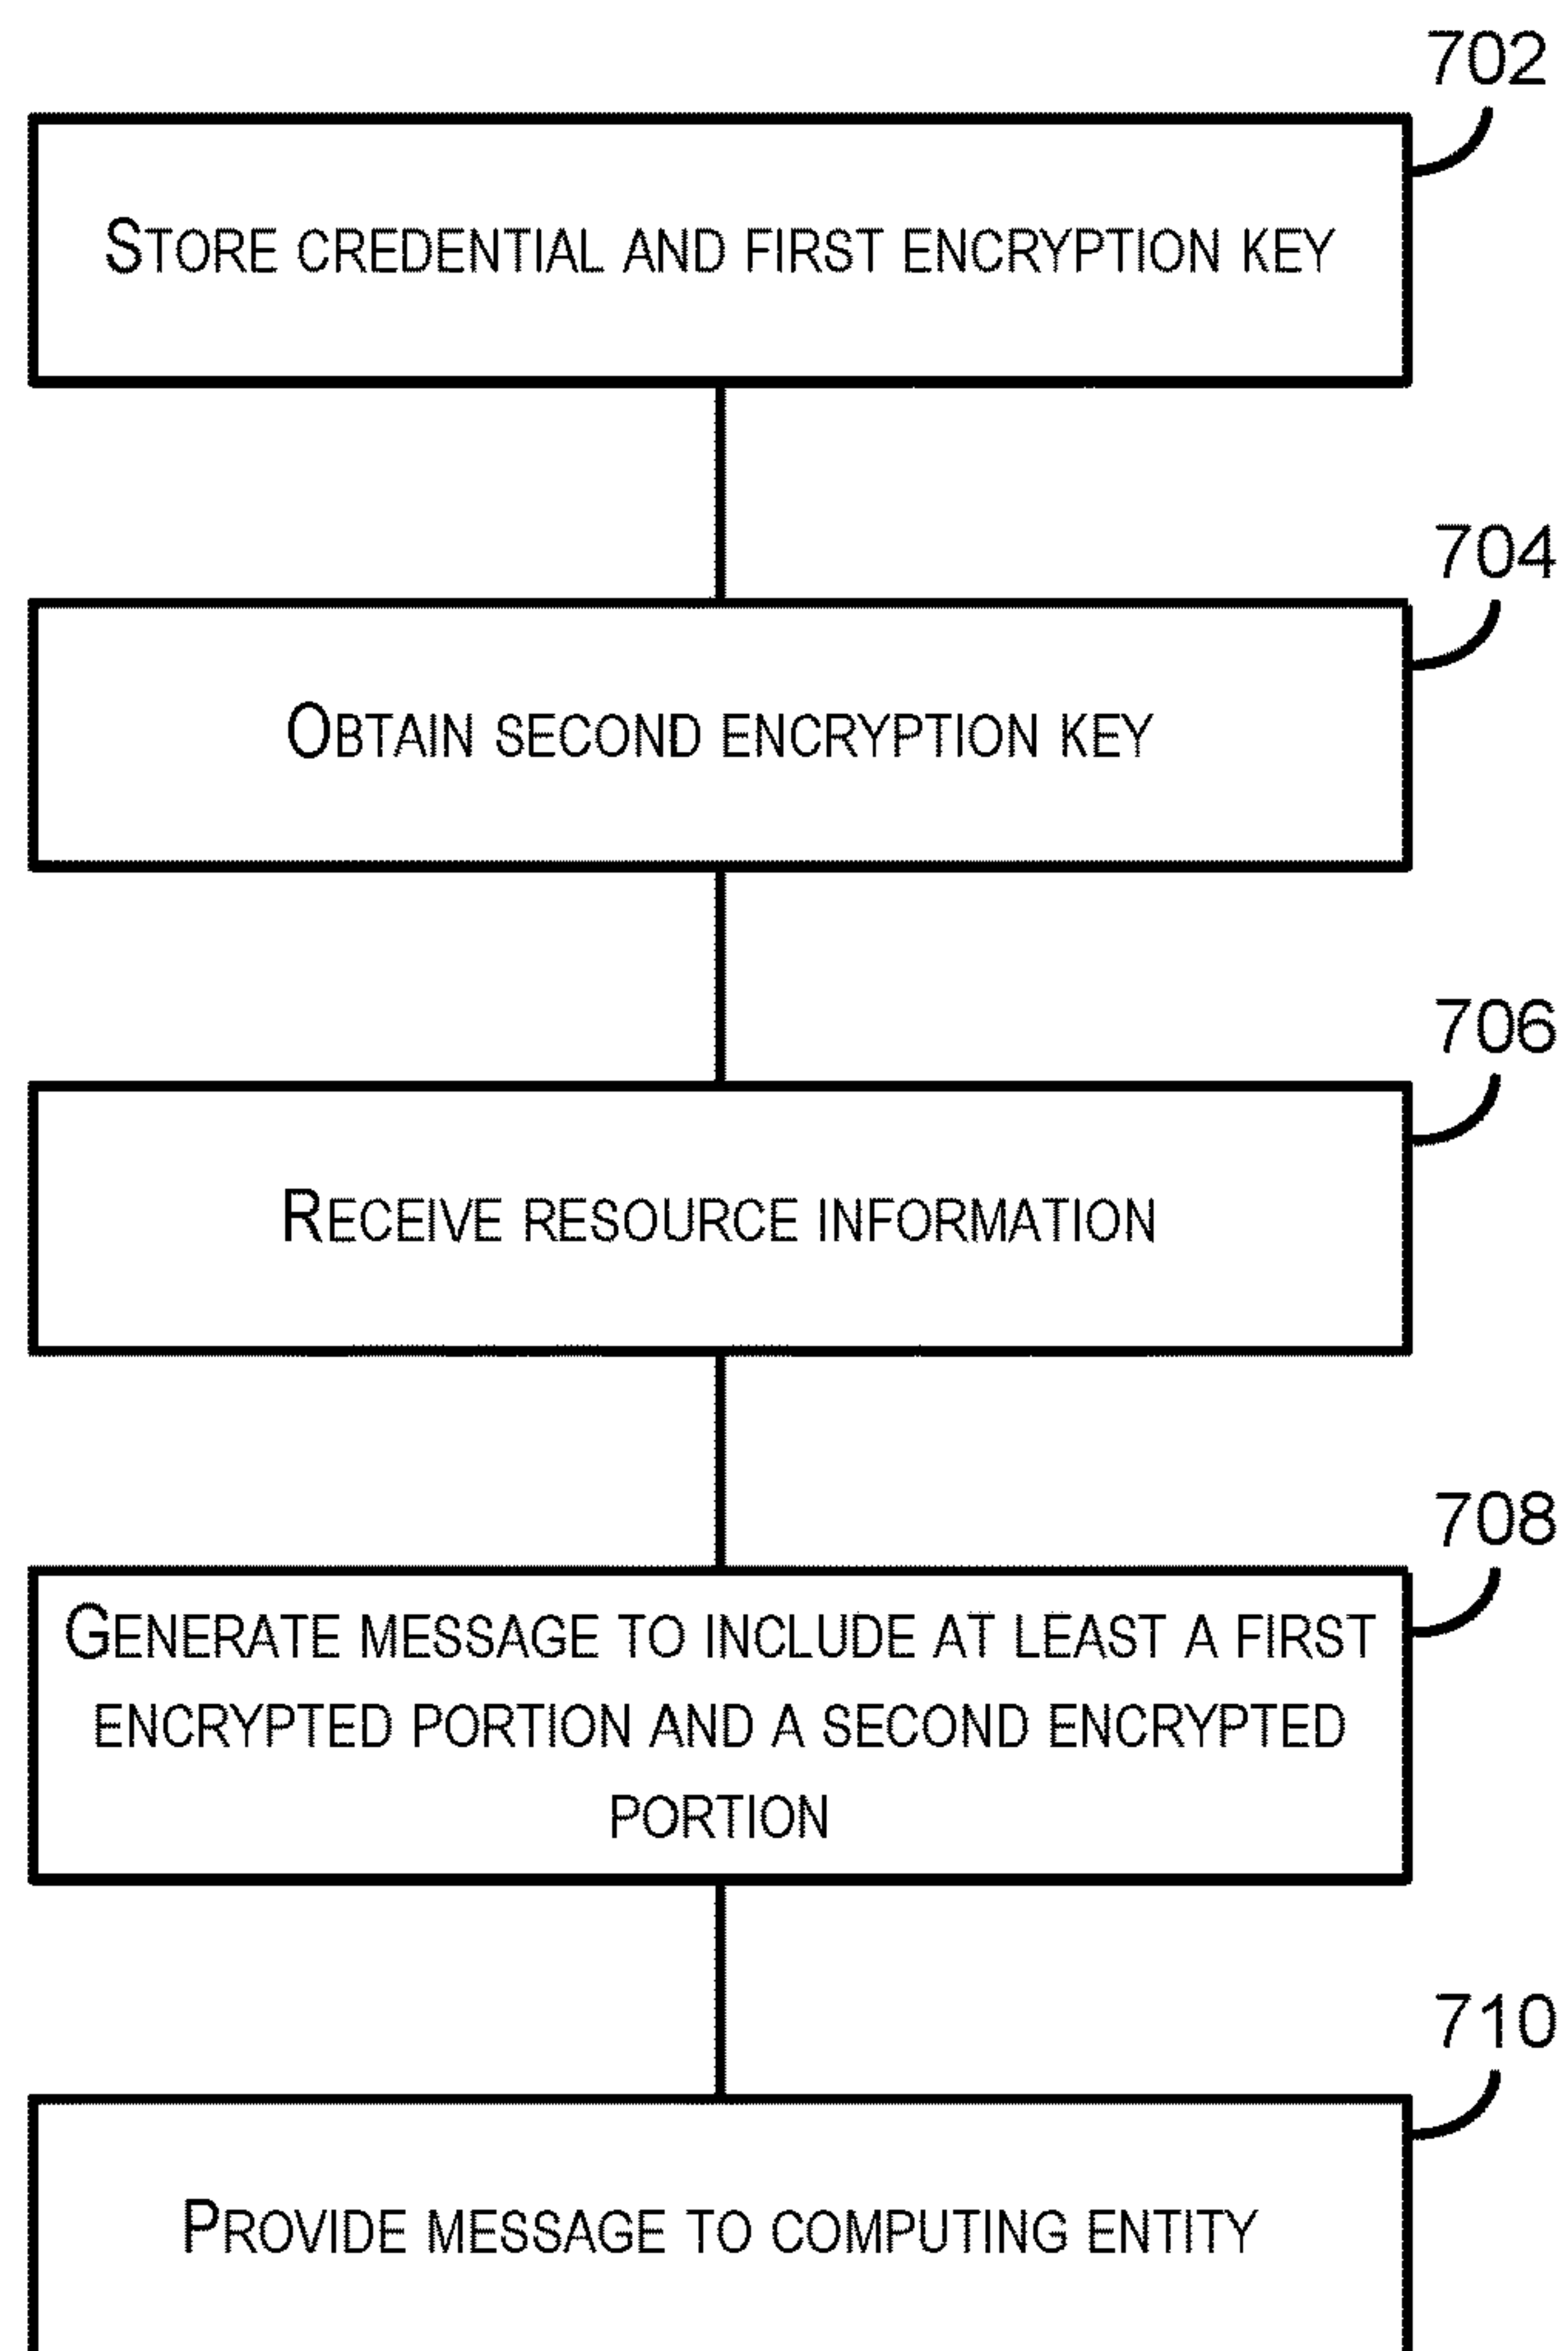 702
STORE CREDENTIAL AND FIRST ENCRYPTION KEY
704
OBTAIN SECOND ENCRYPTION KEY
706
RECEIVE RESOURCE INFORMATION
708
GENERATE MESSAGE TO INCLUDE AT LEAST A FIRST
ENCRYPTED PORTION AND A SECOND ENCRYPTED
PORTION
710
PROVIDE MESSAGE TO COMPUTING ENTITY